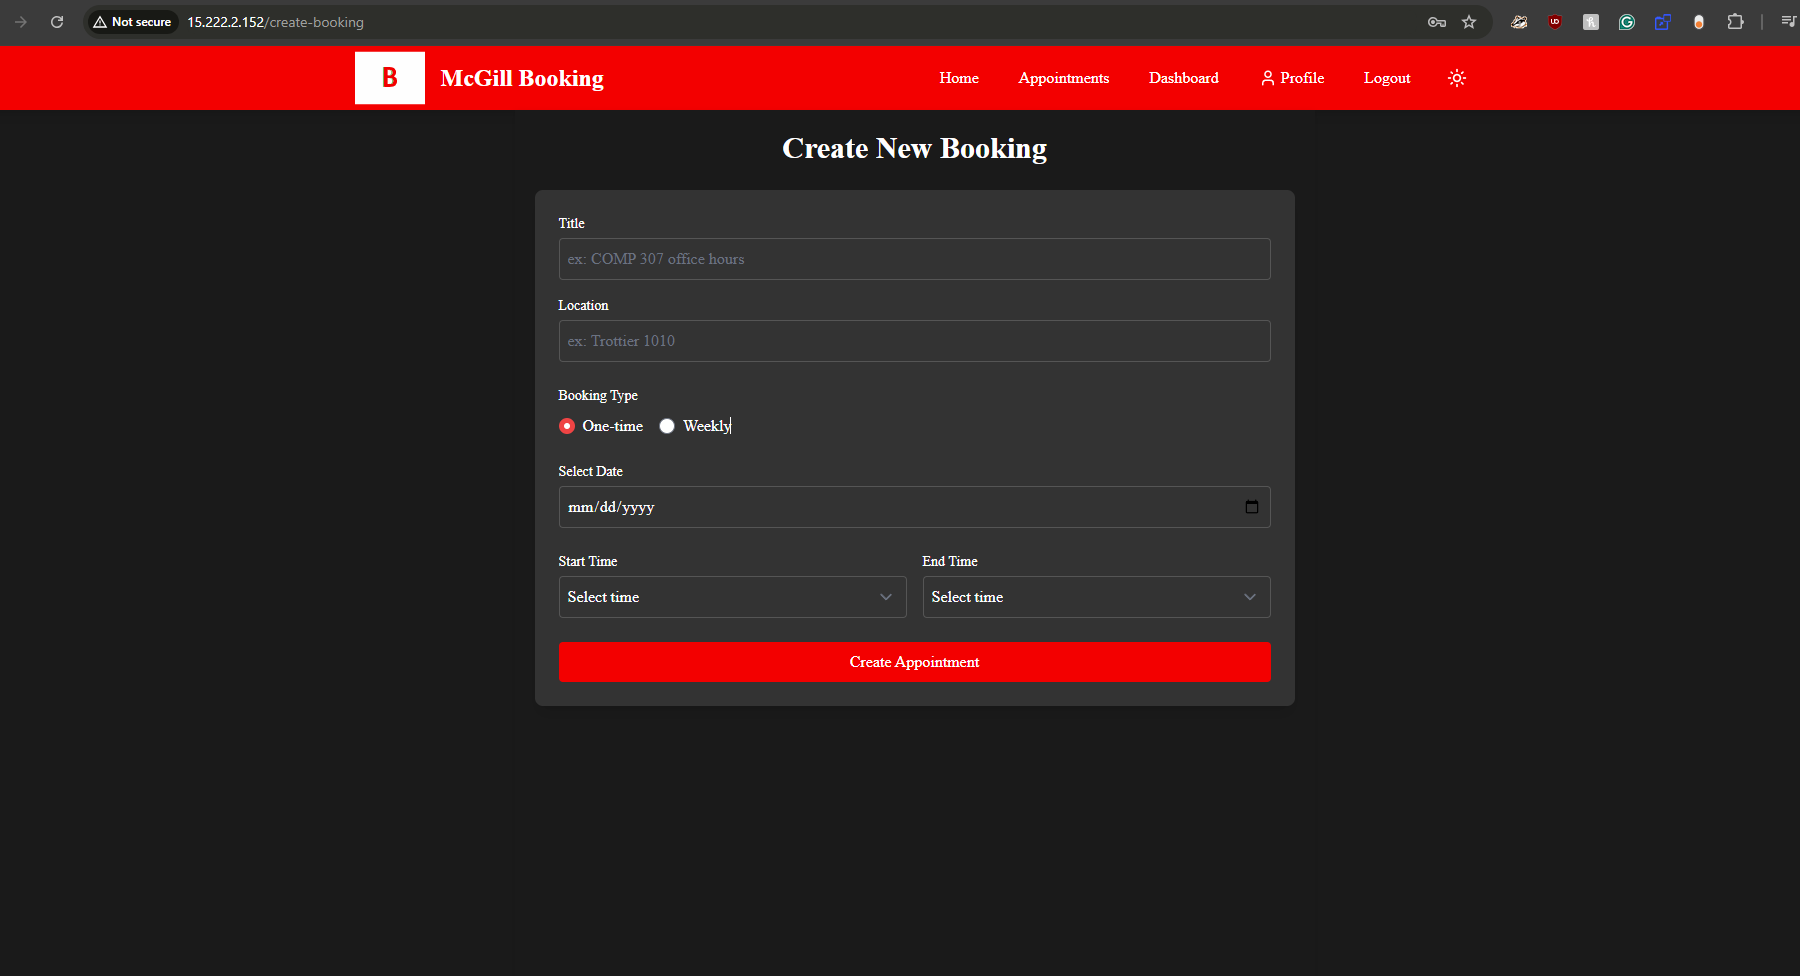 Not secure 15.222.2.152/create-booking
B McGill Booking Home Appointments Dashboard Profile Logout
Create New Booking
Title
ex: COMP 307 office hours
Location
ex: Trottier 1010
Booking Type
One-time Weekly
Select Date
mm/dd/yyyy
Start Time End Time
Select time Select time
Create Appointment